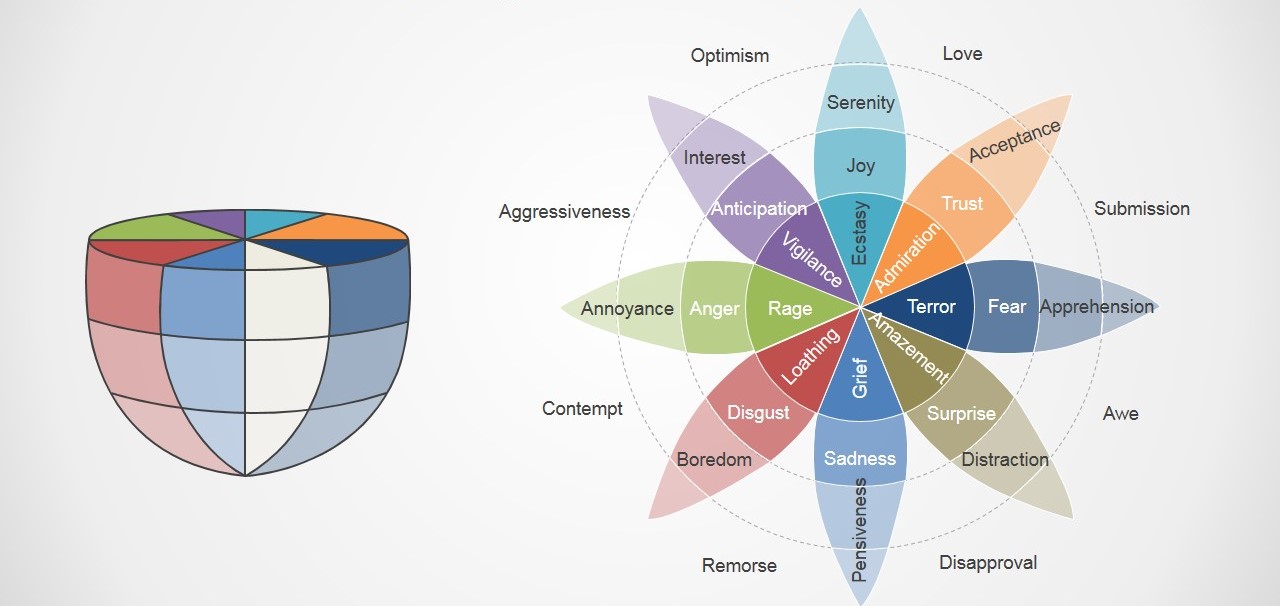 Optimism
Love
Serenity
Acceptance
Interest
Joy
Anticipation
Trust
Aggressiveness
Submission
Vigilance
Ecstasy
Admiration
Annoyance
Anger
Rage
Terror
Fear
Apprehension
Loathing
Grief
Amazement
Disgust
Surprise
Contempt
Awe
Boredom
Sadness
Distraction
Pensiveness
Remorse
Disapproval